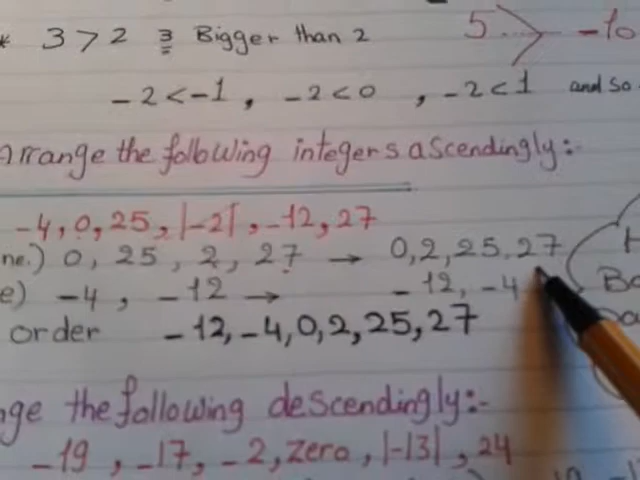 * 3 > 2 3 Bigger than 2
5 > -10
-2 < -1 , -2 < 0 , -2 < 1 and so
Arrange the following integers ascendingly:-
-4, 0, 25, |-2|, -12, 27
ne.) 0, 25, 2, 27 → 0, 2, 25, 27
e) -4, -12 → -12, -4
order -12, -4, 0, 2, 25, 27
nge the following descendingly:-
-19, -17, -2, zero, |-13|, 24